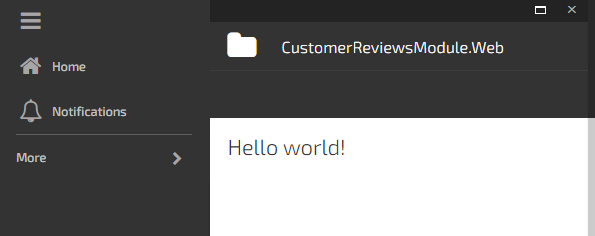 Home
Notifications
More
CustomerReviewsModule.Web
Hello world!